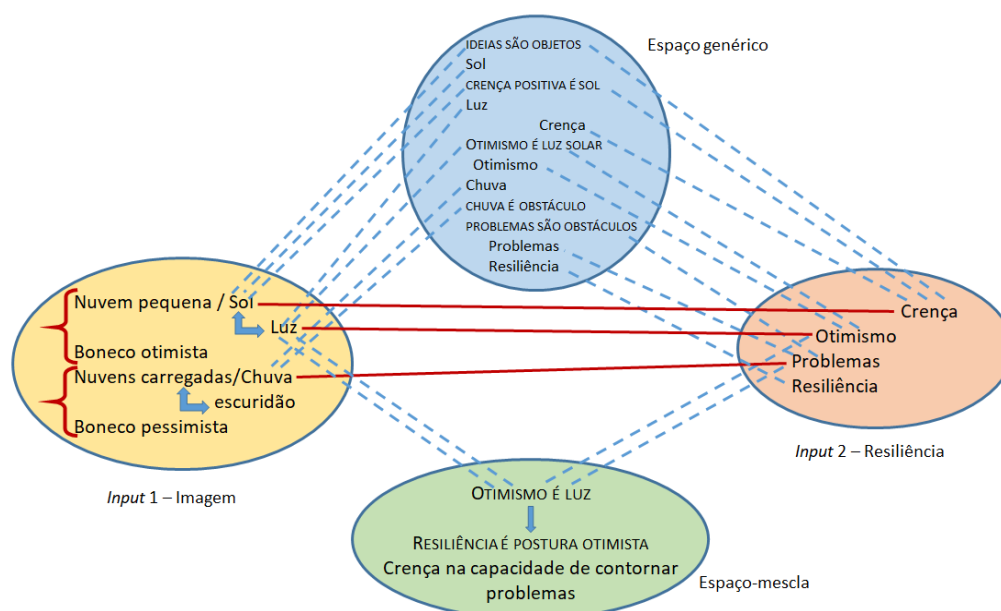 Espaço genérico
IDEIAS SÃO OBJETOS
Sol
CRENÇA POSITIVA É SOL
Luz
Crença
OTIMISMO É LUZ SOLAR
Otimismo
Chuva
CHUVA É OBSTÁCULO
PROBLEMAS SÃO OBSTÁCULOS
Problemas
Resiliência
Nuvem pequena / Sol
Luz
Boneco otimista
Nuvens carregadas/Chuva
escuridão
Boneco pessimista
Input 1 – Imagem
Crença
Otimismo
Problemas
Resiliência
Input 2 – Resiliência
OTIMISMO É LUZ
RESILIÊNCIA É POSTURA OTIMISTA
Crença na capacidade de contornar
problemas
Espaço-mescla